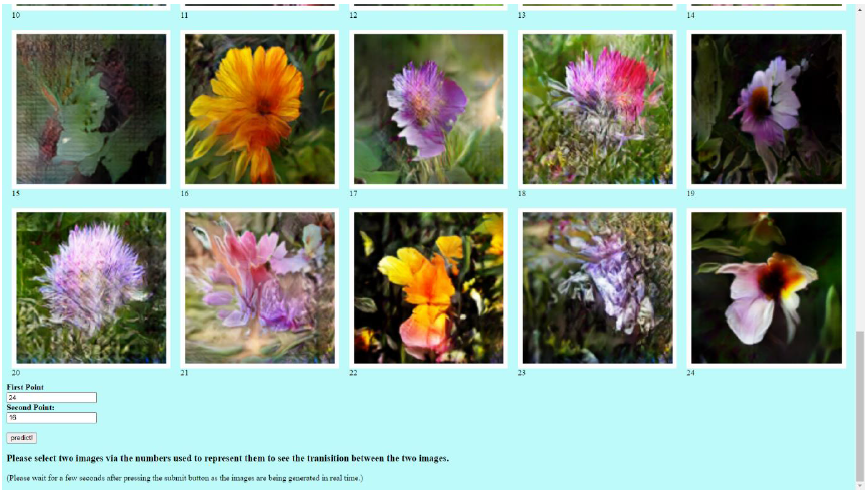 10 11 12 13 14
15 16 17 18 19
20 21 22 23 24
First Point
24
Second Point:
16
predict!
Please select two images via the numbers used to represent them to see the tranisition between the two images.
(Please wait for a few seconds after pressing the submit button as the images are being generated in real time.)